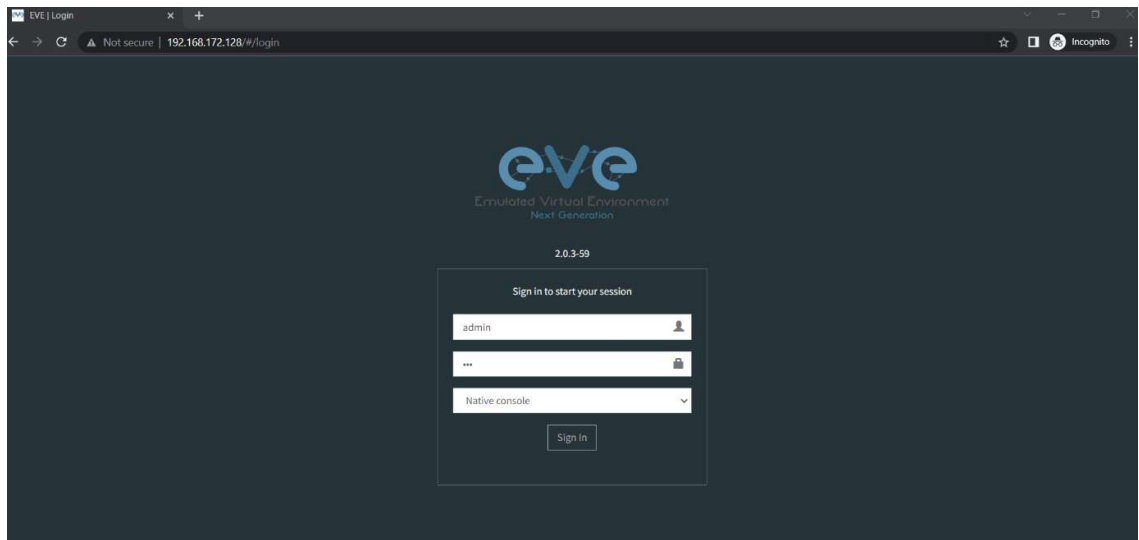 EVE | Login
Not secure | 192.168.172.128/#/login
Incognito
eve
Emulated Virtual Environment
Next Generation
2.0.3-59
Sign in to start your session
admin
•••
Native console
Sign In